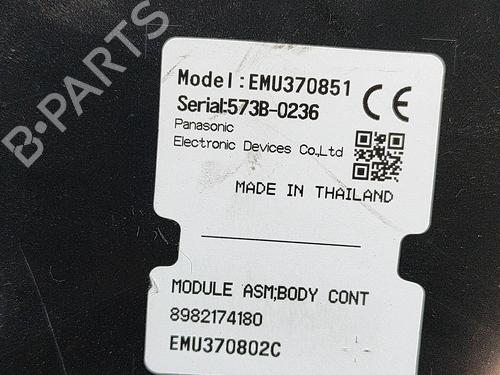 B-PARTS
Model:EMU370851
Serial:573B-0236
Panasonic
Electronic Devices Co.,Ltd
CE
MADE IN THAILAND
MODULE ASM;BODY CONT
8982174180
EMU370802C